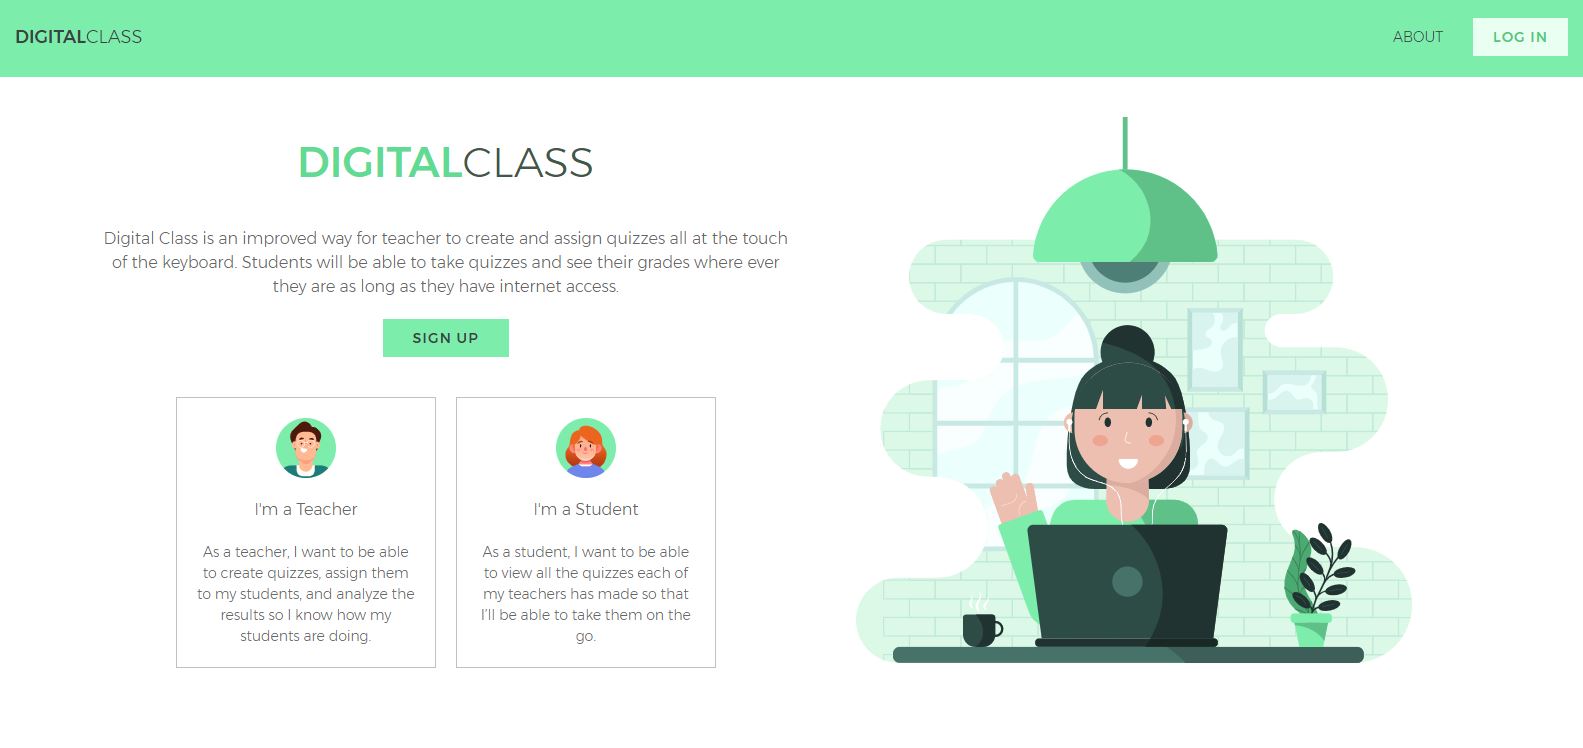 DIGITALCLASS
ABOUT
LOG IN
DIGITALCLASS
Digital Class is an improved way for teacher to create and assign quizzes all at the touch
of the keyboard. Students will be able to take quizzes and see their grades where ever
they are as long as they have internet access.
SIGN UP
I'm a Teacher
As a teacher, I want to be able
to create quizzes, assign them
to my students, and analyze the
results so I know how my
students are doing.
I'm a Student
As a student, I want to be able
to view all the quizzes each of
my teachers has made so that
I'll be able to take them on the
go.